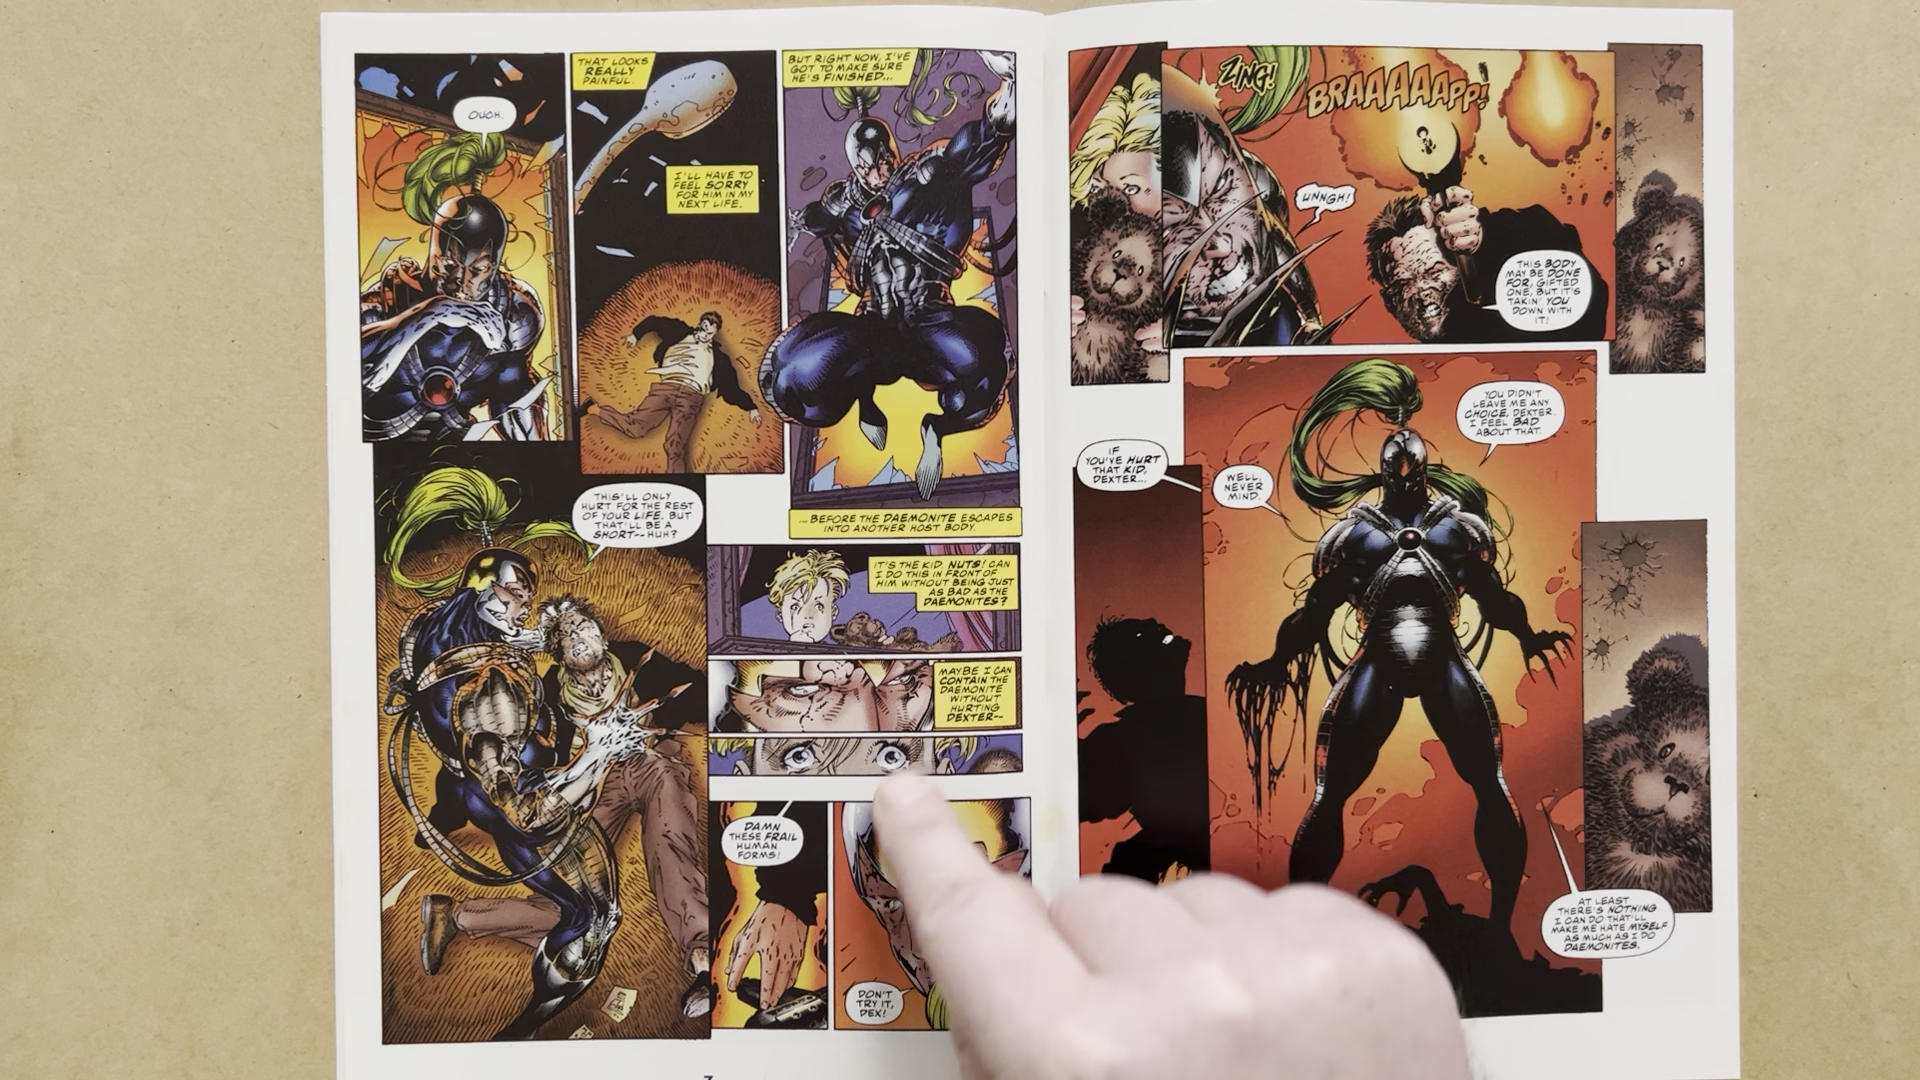 OUCH.
THAT LOOKS
REALLY
PAINFUL.
I'LL HAVE TO
FEEL SORRY
FOR HIM IN MY
NEXT LIFE.
BUT RIGHT NOW, I'VE
GOT TO MAKE SURE
HE'S FINISHED...
...BEFORE THE DAEMONITE ESCAPES
INTO ANOTHER HOST BODY.
THIS'LL ONLY
HURT FOR THE REST
OF YOUR LIFE. BUT
THAT'LL BE A
SHORT--HUH?
IT'S THE KID. NUTS! CAN
I DO THIS IN FRONT OF
HIM WITHOUT BEING JUST
AS BAD AS THE
DAEMONITES?
MAYBE I CAN
CONTAIN THE
DAEMONITE
WITHOUT
HURTING
DEXTER--
DAMN
THESE FRAIL
HUMAN
FORMS!
DON'T
TRY IT,
DEX!
7
ZING!
BRAAAAAAPP!
UNNGH!
THIS BODY
MAY BE DONE
FOR, GIFTED
ONE, BUT IT'S
TAKIN' YOU
DOWN WITH
IT!
IF
YOU'VE HURT
THAT KID,
DEXTER...
WELL,
NEVER
MIND.
YOU DIDN'T
LEAVE ME ANY
CHOICE, DEXTER.
I FEEL BAD
ABOUT THAT.
AT LEAST
THERE'S NOTHING
I CAN DO THAT'LL
MAKE ME HATE MYSELF
AS MUCH AS I DO
DAEMONITES.